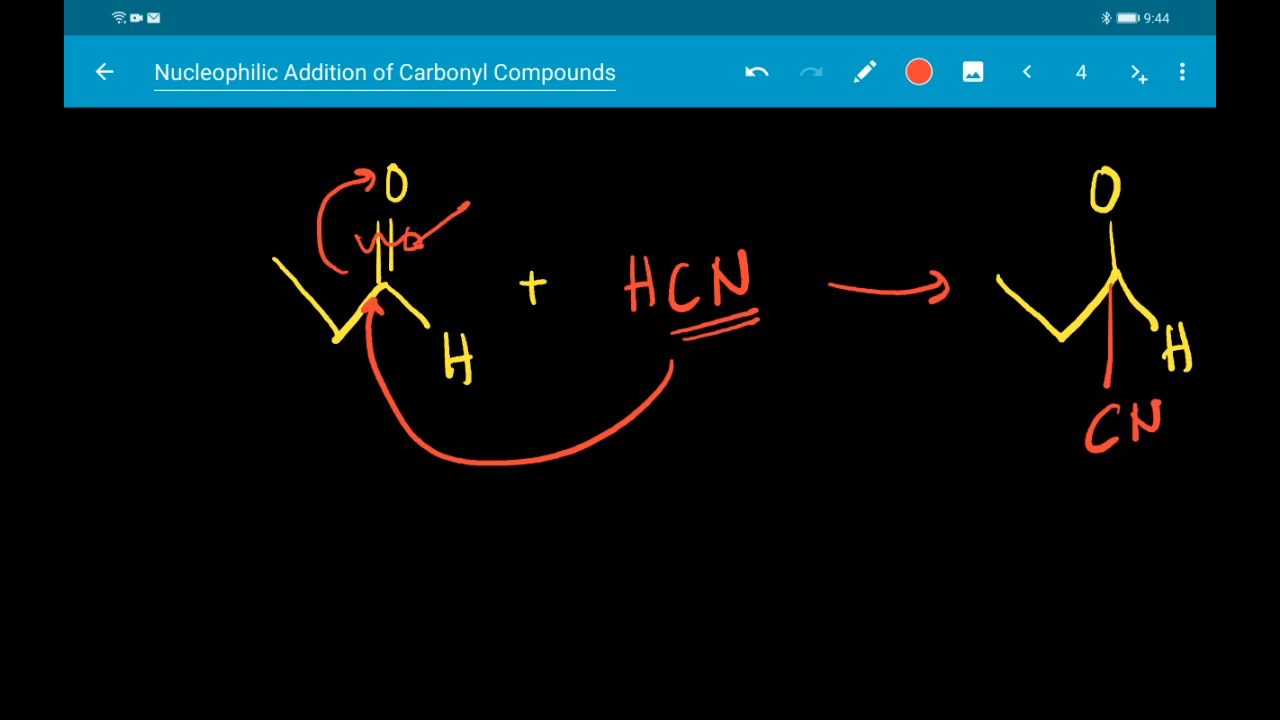 9:44
Nucleophilic Addition of Carbonyl Compounds
4
O
H
+
HCN
O
H
CN